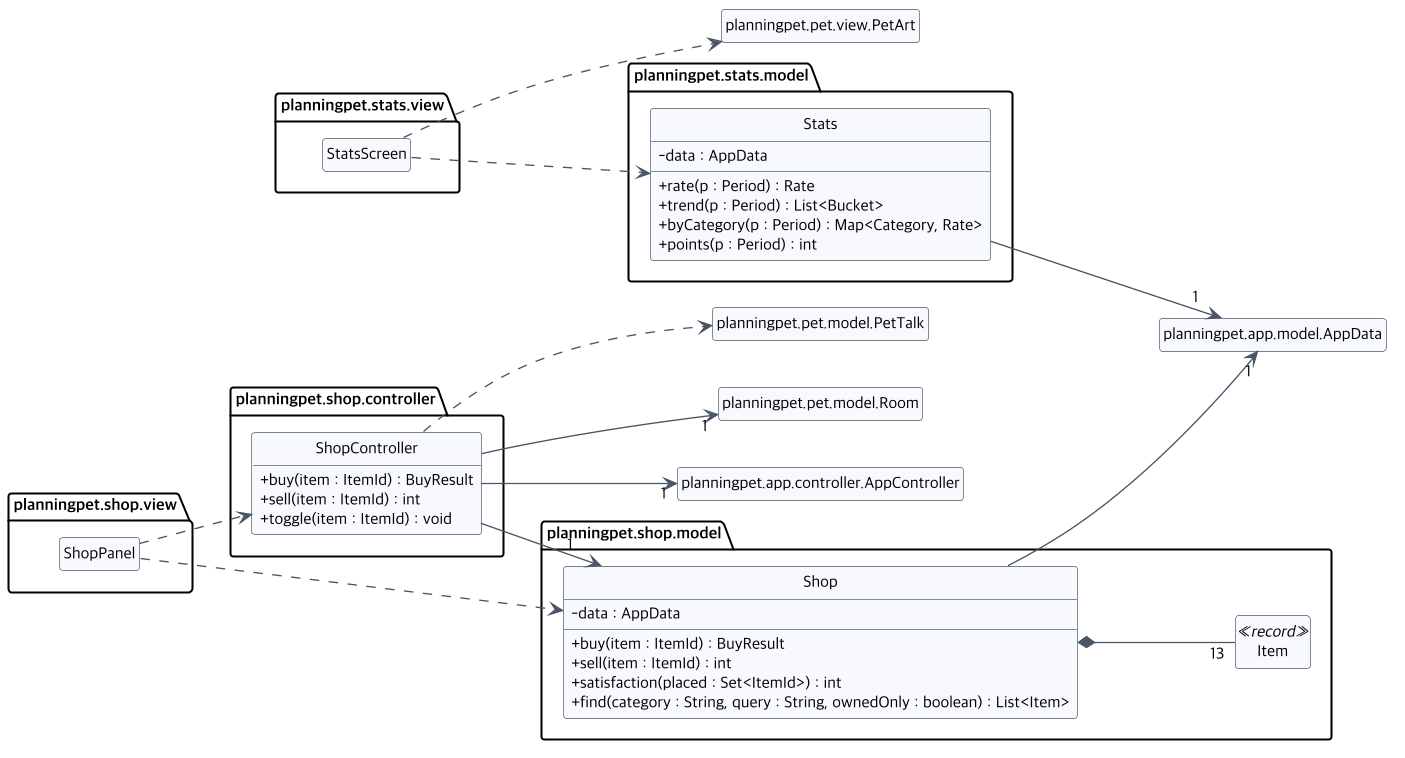 planningpet.pet.view.PetArt
planningpet.stats.model
planningpet.stats.view
StatsScreen
Stats
-data : AppData
+rate(p : Period) : Rate
+trend(p : Period) : List<Bucket>
+byCategory(p : Period) : Map<Category, Rate>
+points(p : Period) : int
1
planningpet.app.model.AppData
1
planningpet.pet.model.PetTalk
planningpet.shop.controller
ShopController
+buy(item : ItemId) : BuyResult
+sell(item : ItemId) : int
+toggle(item : ItemId) : void
planningpet.pet.model.Room
1
planningpet.app.controller.AppController
1
planningpet.shop.view
ShopPanel
planningpet.shop.model
1
Shop
-data : AppData
+buy(item : ItemId) : BuyResult
+sell(item : ItemId) : int
+satisfaction(placed : Set<ItemId>) : int
+find(category : String, query : String, ownedOnly : boolean) : List<Item>
13
≪record≫
Item